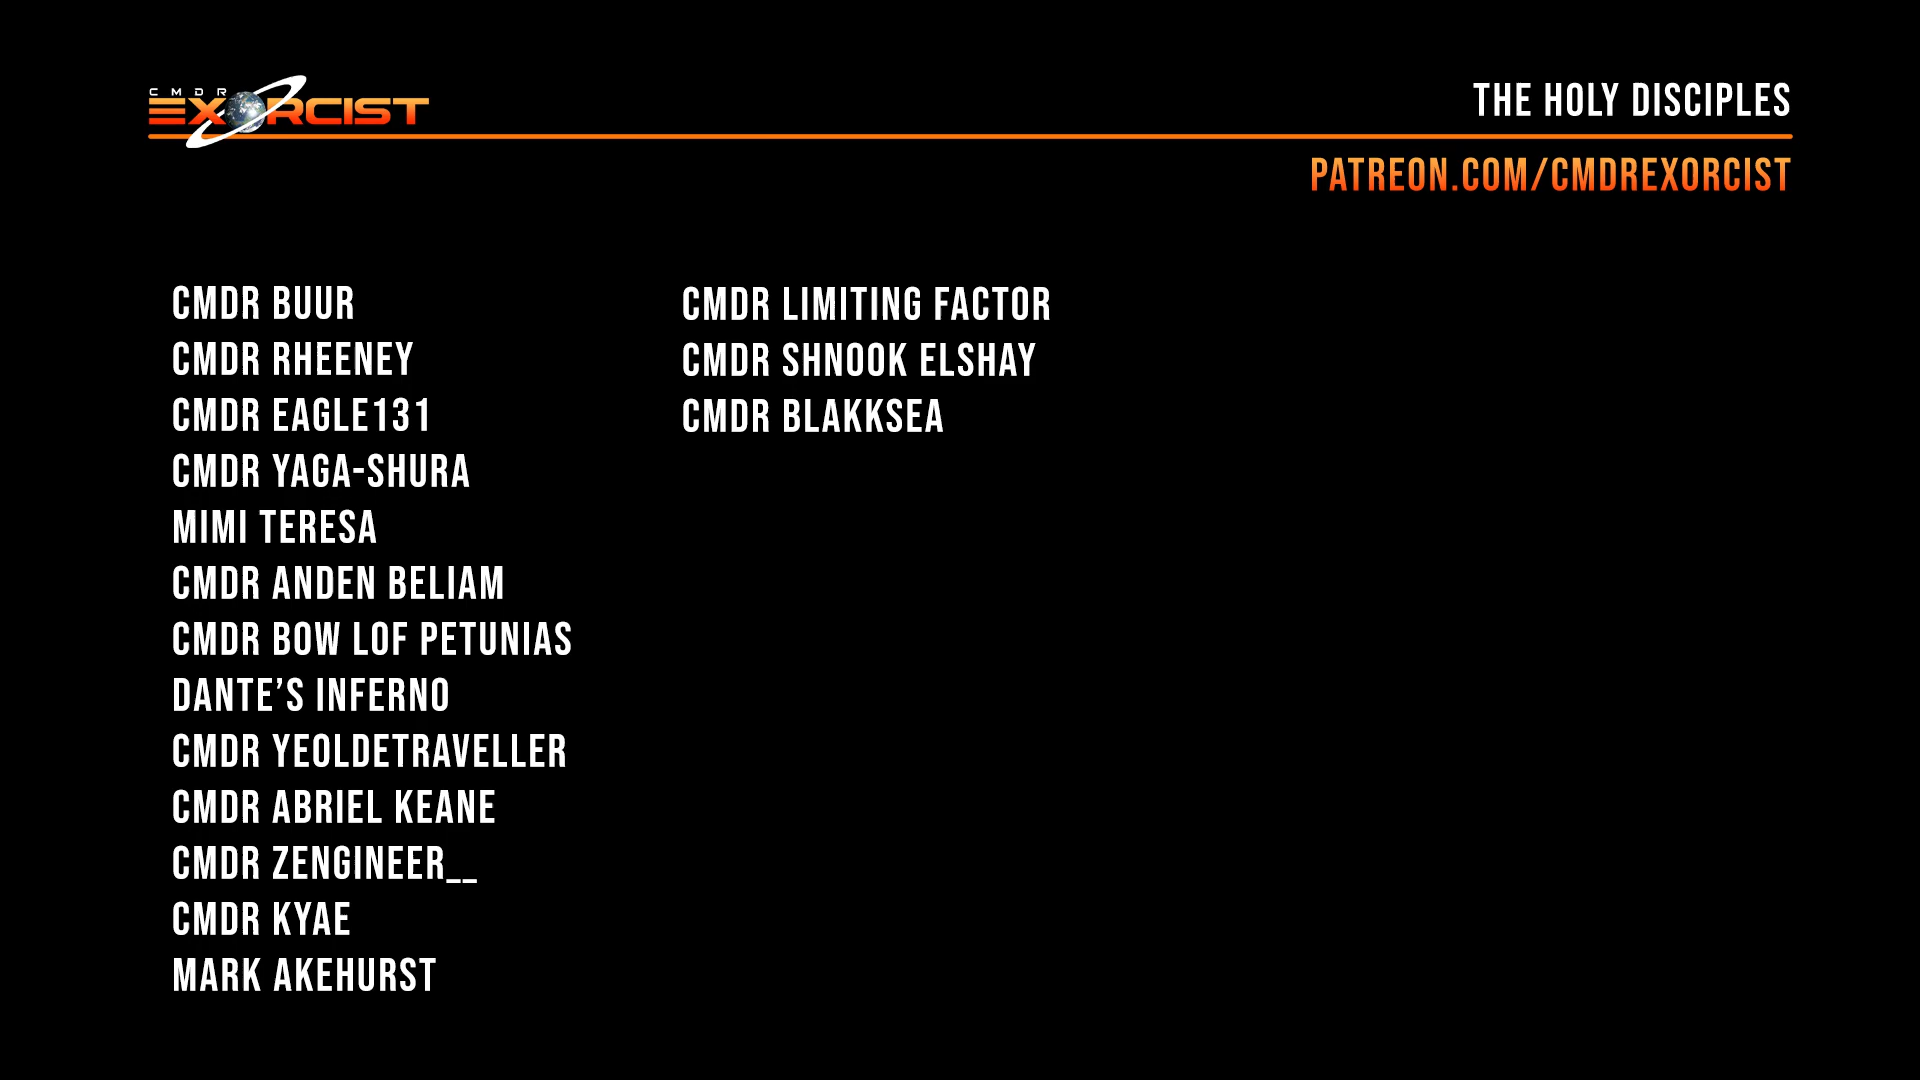 CMDR
EXORCIST
THE HOLY DISCIPLES
PATREON.COM/CMDREXORCIST
CMDR BUUR
CMDR RHEENEY
CMDR EAGLE131
CMDR YAGA-SHURA
MIMI TERESA
CMDR ANDEN BELIAM
CMDR BOW LOF PETUNIAS
DANTE’S INFERNO
CMDR YEOLDETRAVELLER
CMDR ABRIEL KEANE
CMDR ZENGINEER__
CMDR KYAE
MARK AKEHURST
CMDR LIMITING FACTOR
CMDR SHNOOK ELSHAY
CMDR BLAKKSEA